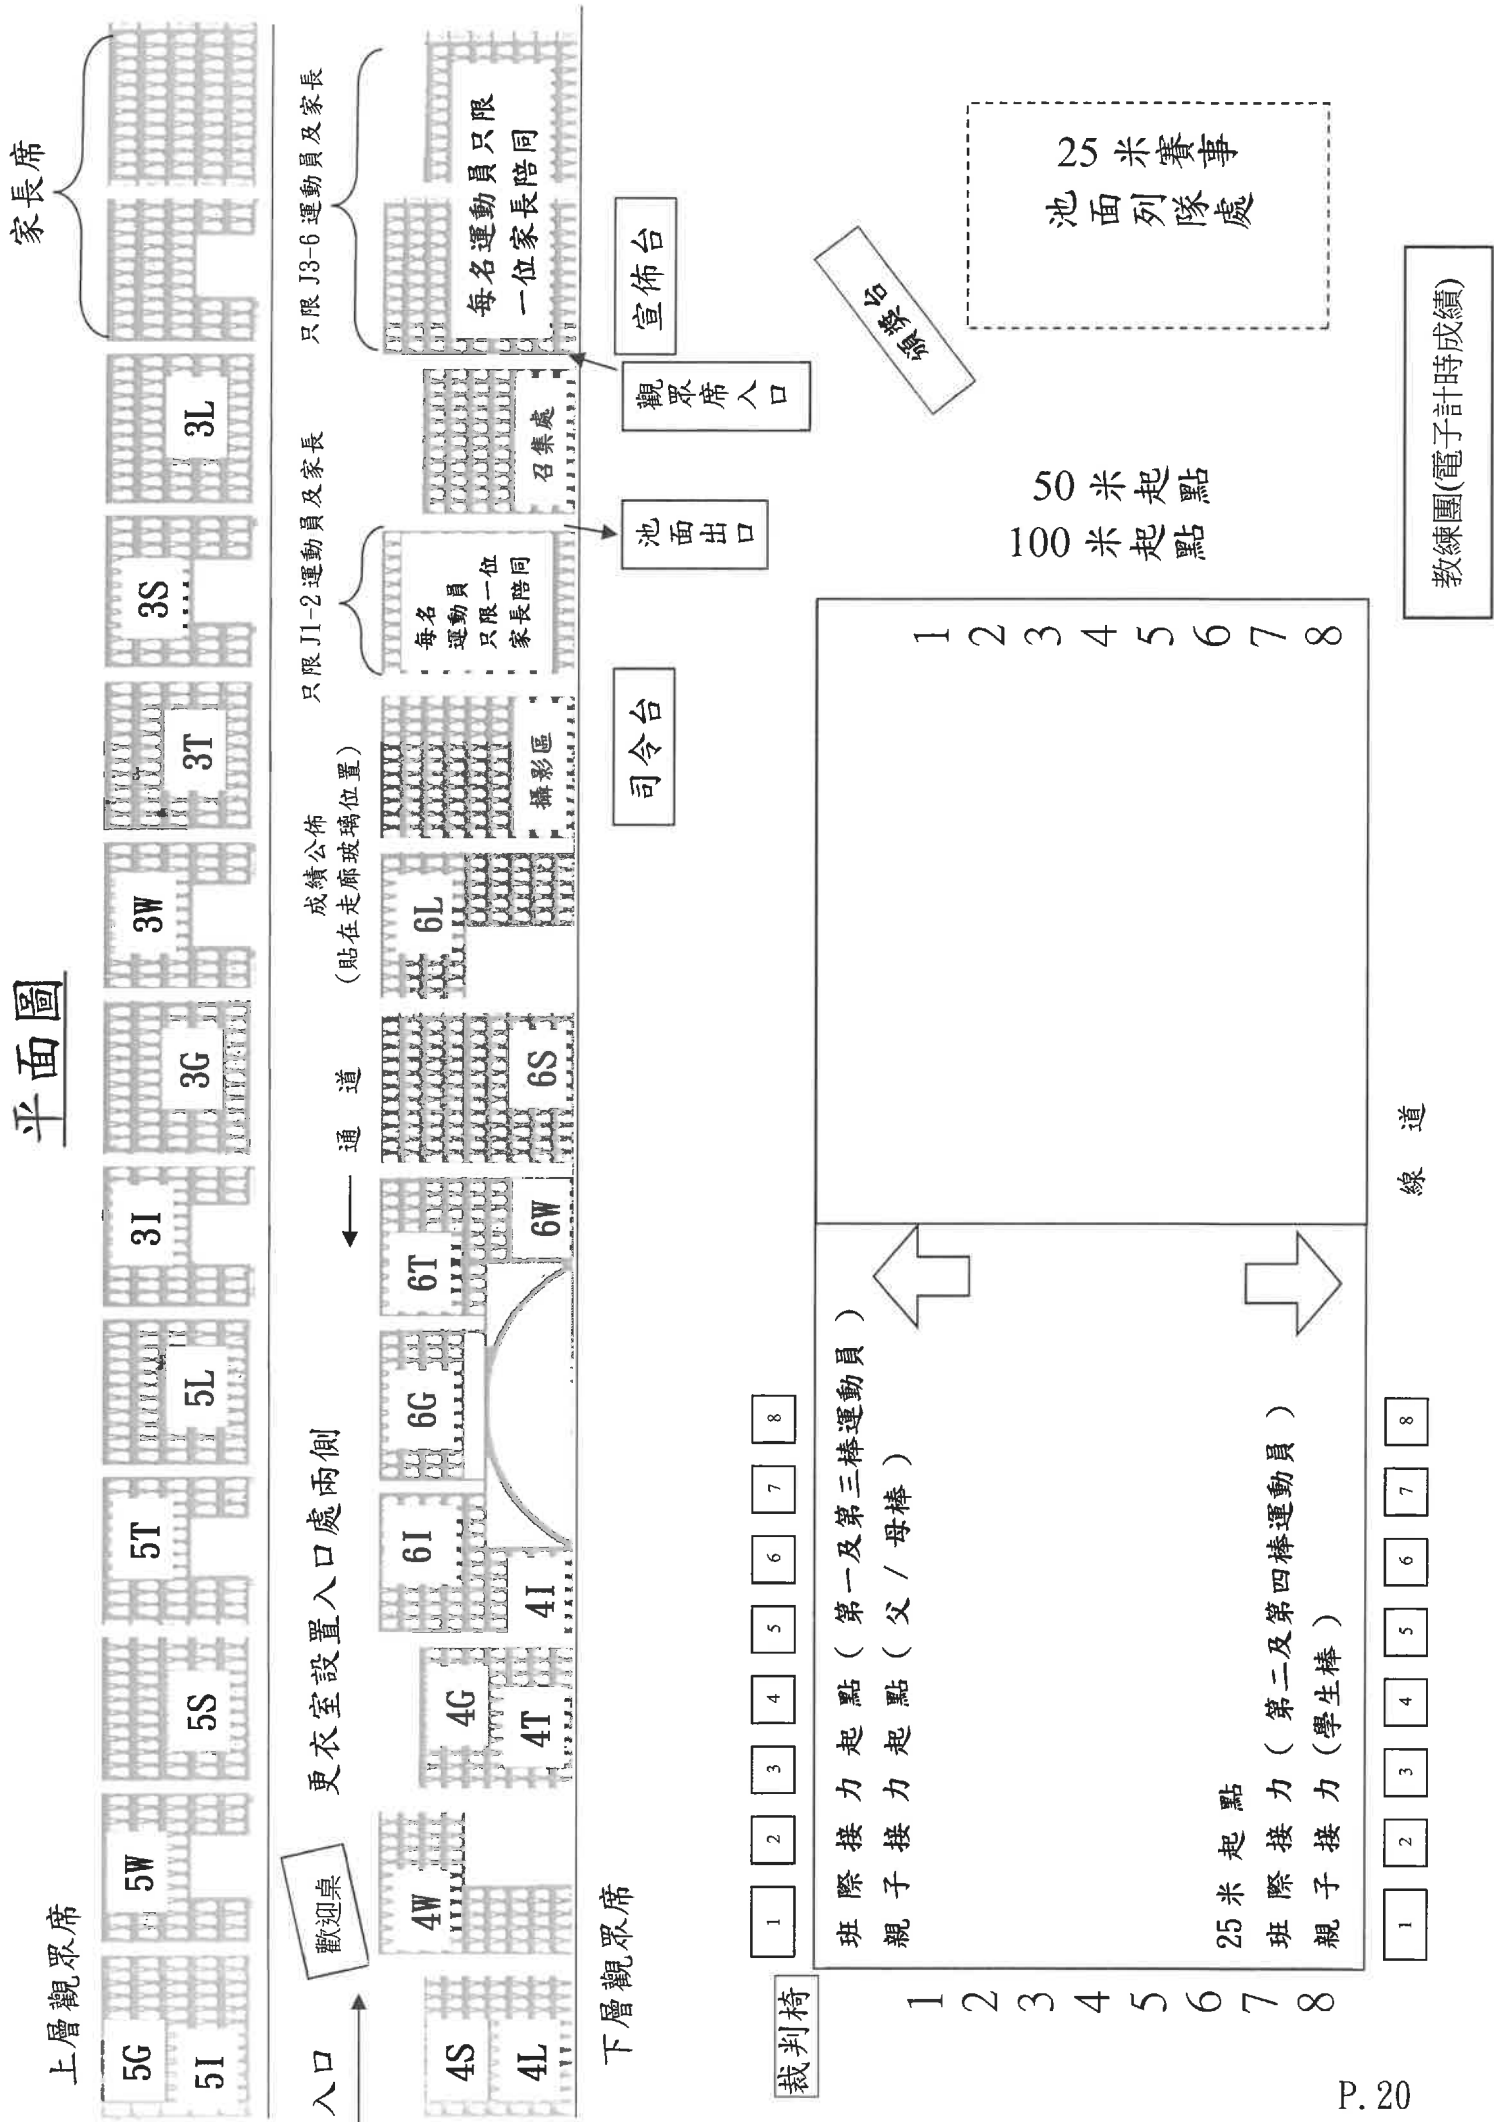 平面圖
上層觀眾席
家長席
5G
5I
5W
5S
5T
5L
3I
3G
3W
3T
3S
3L
入口
歡迎桌
更衣室設置入口處兩側
通道
成績公佈
(貼在走廊玻璃位置)
只限 J1-2 運動員及家長
只限 J3-6 運動員及家長
4S
4L
4W
4G
4T
6I
4I
6G
6T
6W
6S
6L
攝影區
每名
運動員
只限一位
家長陪同
召集處
每名運動員只限
一位家長陪同
下層觀眾席
司令台
池面
出口
觀眾席入口
宣佈台
頒獎台
裁判椅
1 2 3 4 5 6 7 8
班際接力起點(第一及第三棒運動員)
親子接力起點(父/母棒)
25米起點
班際接力(第二及第四棒運動員)
親子接力(學生棒)
1
2
3
4
5
6
7
8
1
2
3
4
5
6
7
8
50 米起點
100 米起點
25 米賽事
池面列隊處
1 2 3 4 5 6 7 8
線道
教練團(電子計時成績)
P. 20